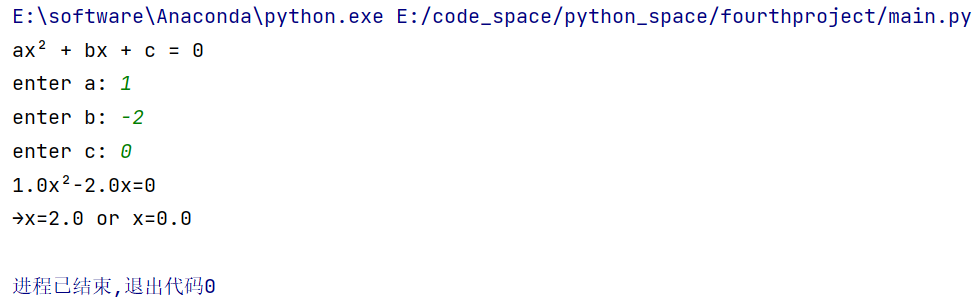 E:\software\Anaconda\python.exe E:/code_space/python_space/fourthproject/main.py
ax² + bx + c = 0
enter a: 1
enter b: -2
enter c: 0
1.0x²-2.0x=0
→x=2.0 or x=0.0
进程已结束,退出代码0